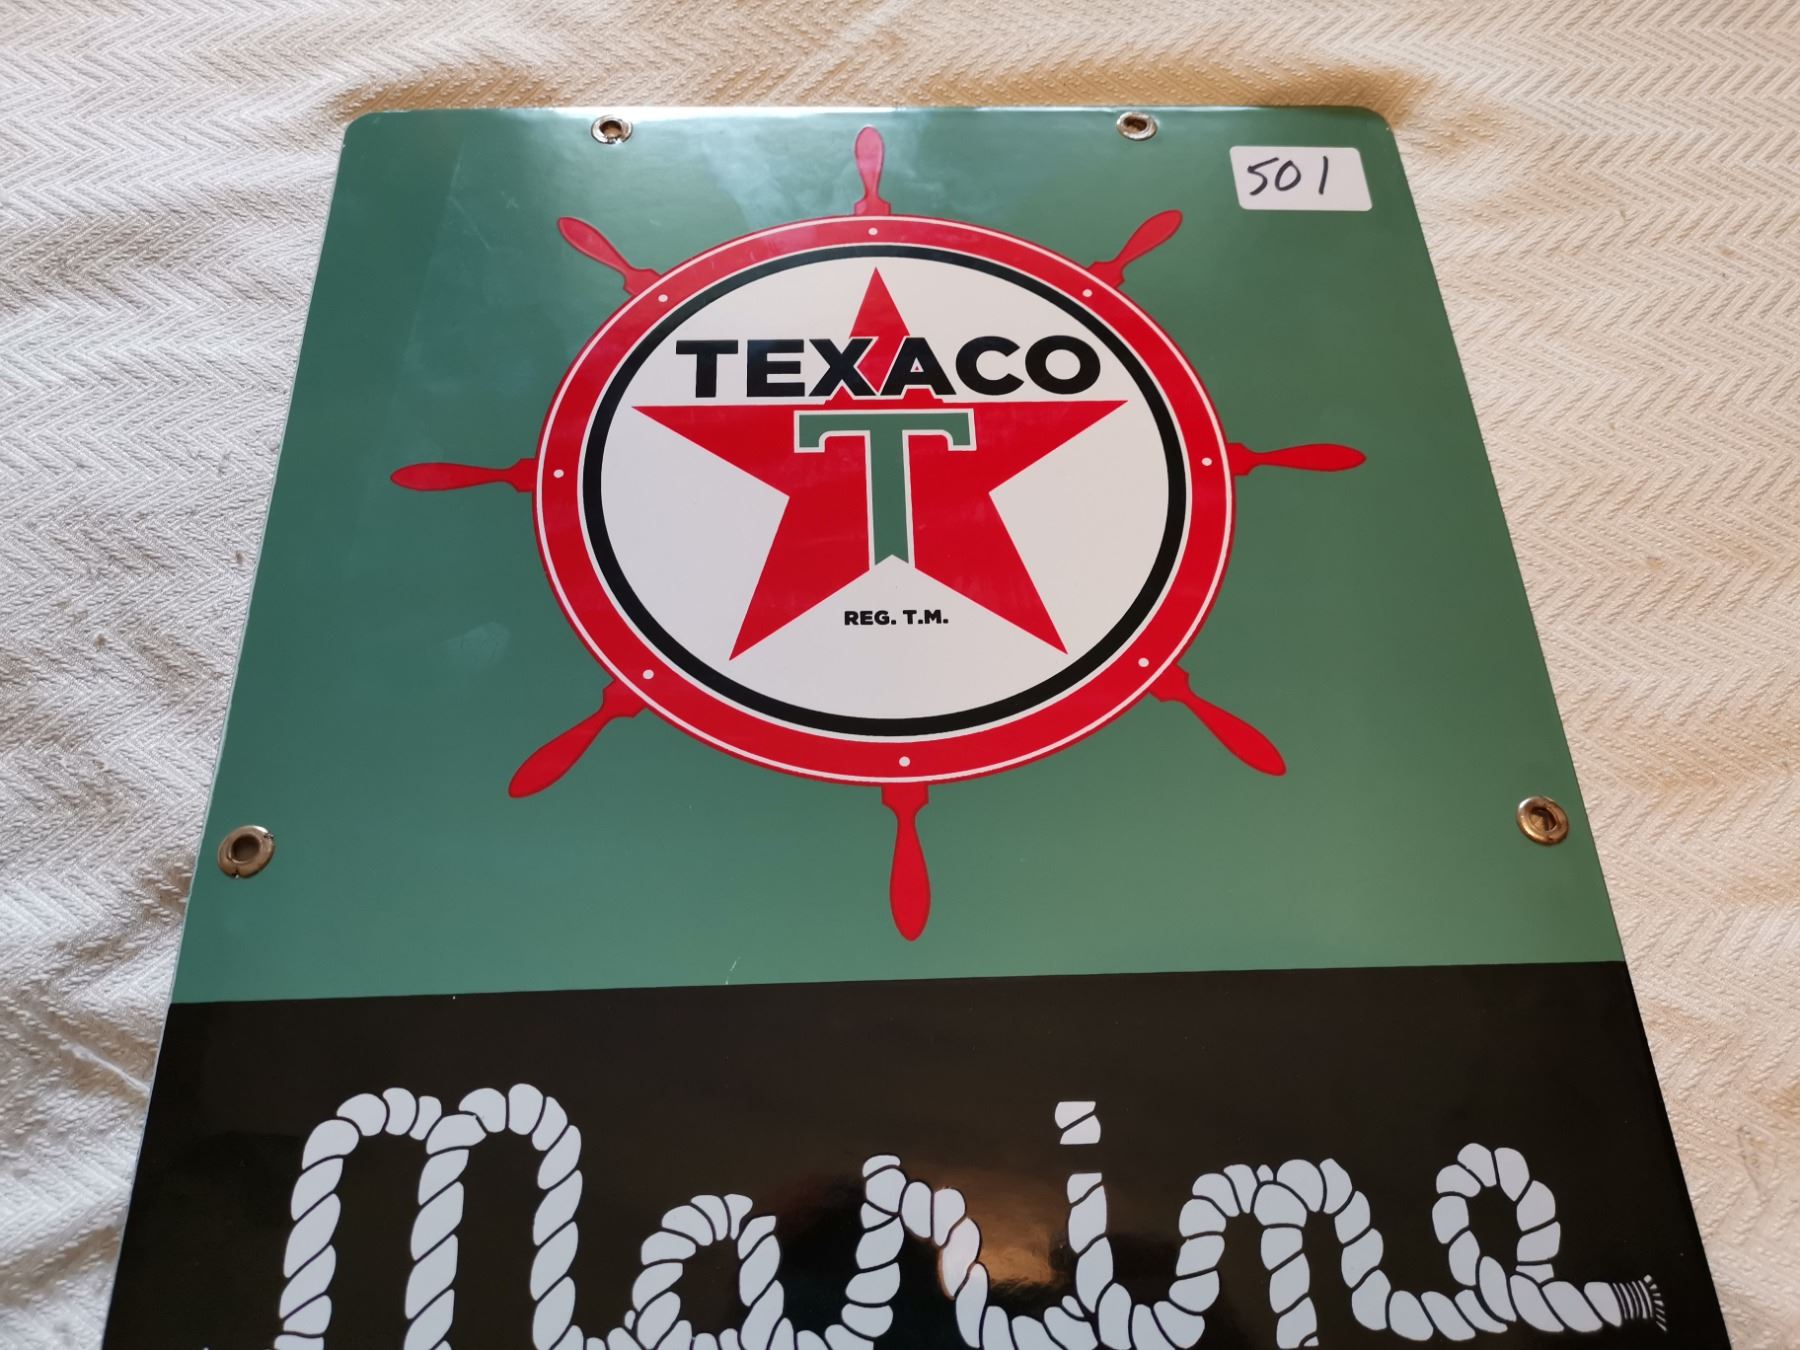 501
TEXACO
T
REG. T.M.
Marine